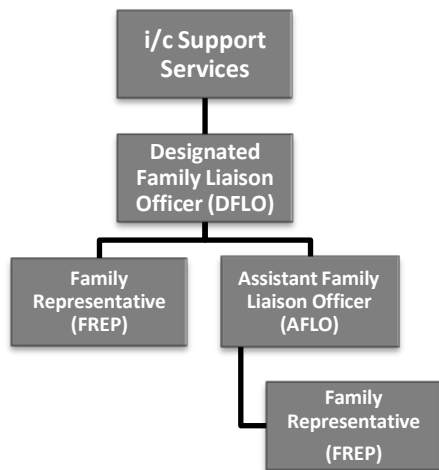 i/c Support
Services
Designated
Family Liaison
Officer (DFLO)
Family
Representative
(FREP)
Assistant Family
Liaison Officer
(AFLO)
Family
Representative
(FREP)